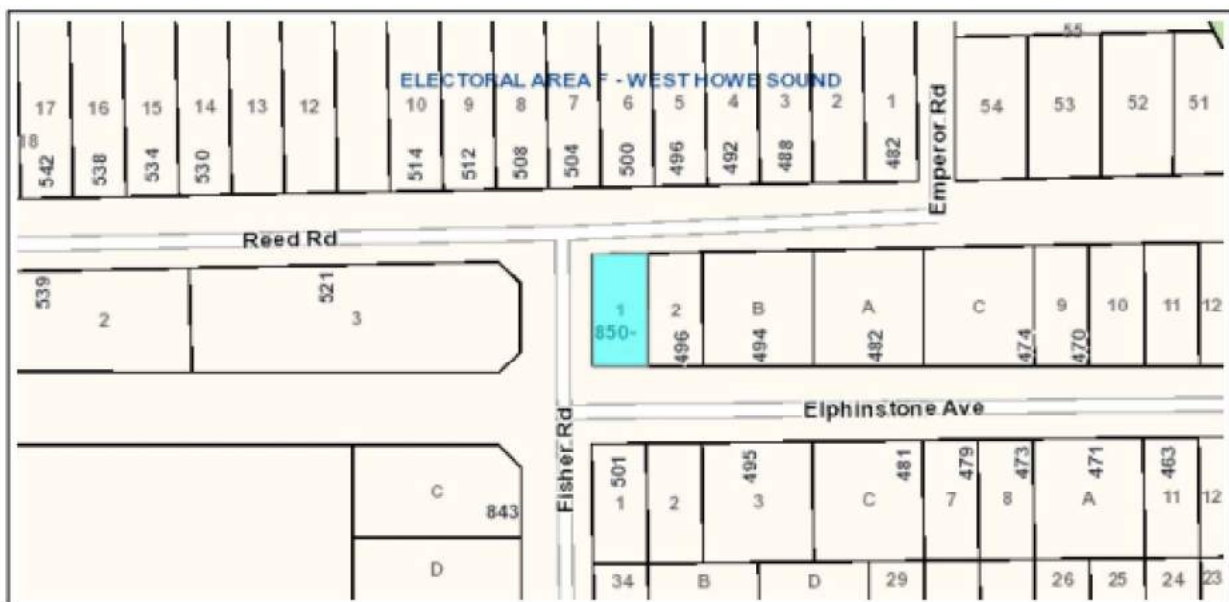 55
ELECTORAL AREA F - WEST HOWE SOUND
17 16 15 14 13 12 10 9 8 7 6 5 4 3 2 1 54 53 52 51
18
542 538 534 530 514 512 508 504 500 496 492 488 482
Emperor Rd
Reed Rd
539 521
2 3 1 2 B A C 9 10 11 12
850- 496 494 482 474 470
Elphinstone Ave
Fisher Rd
501 495 481 479 473 471 463
C 1 2 3 C 7 8 A 11 12
843
D 34 B D 29 26 25 24 23